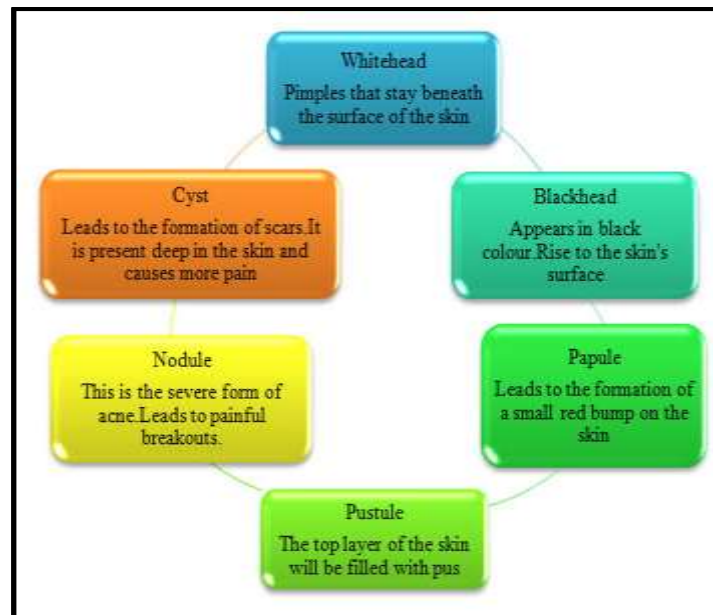 Whitehead
Pimples that stay beneath
the surface of the skin
Blackhead
Appears in black
colour.Rise to the skin's
surface
Papule
Leads to the formation of
a small red bump on the
skin
Pustule
The top layer of the skin
will be filled with pus
Nodule
This is the severe form of
acne.Leads to painful
breakouts.
Cyst
Leads to the formation of scars.It
is present deep in the skin and
causes more pain